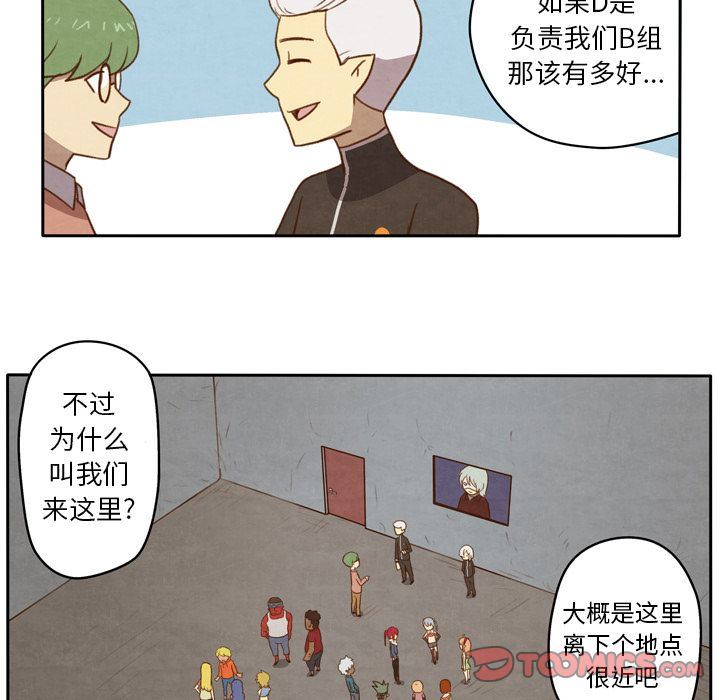 如果D是
负责我们B组
那该有多好...
不过
为什么
叫我们
来这里?
大概是这里
离下个地点
很近吧
TOOMICS.COM